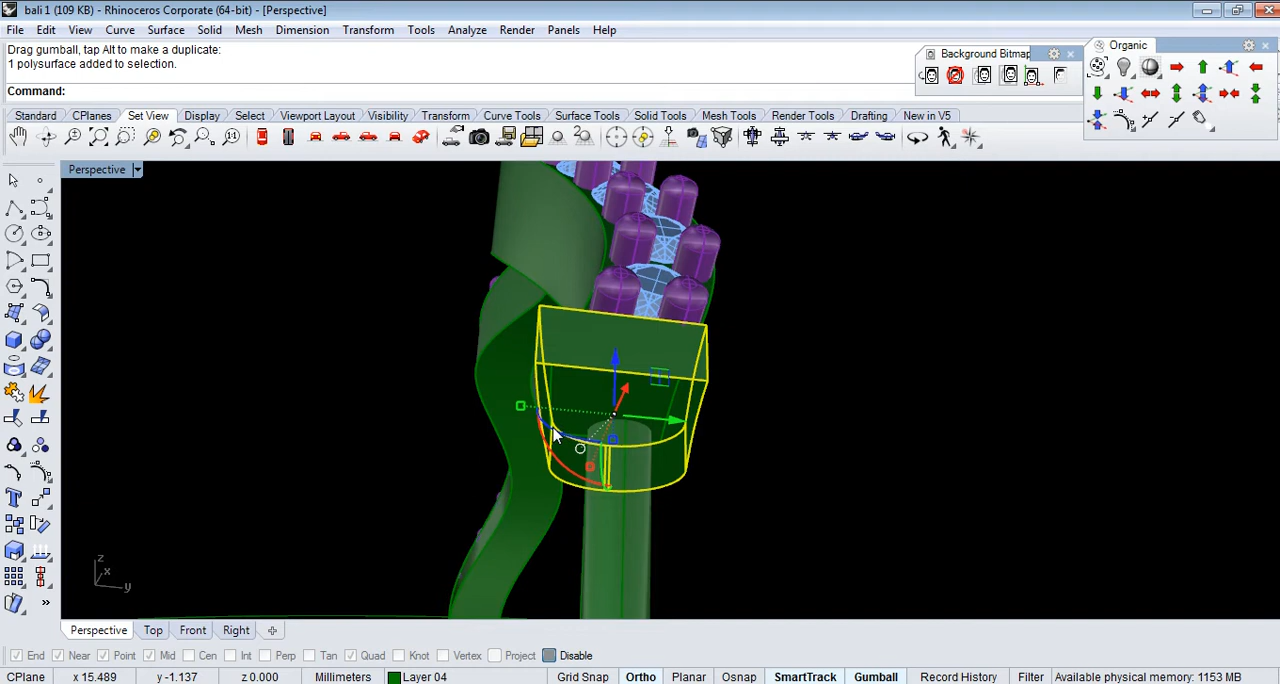 bali 1 (109 KB) - Rhinoceros Corporate (64-bit) - [Perspective]
File Edit View Curve Surface Solid Mesh Dimension Transform Tools Analyze Render Panels Help
Drag gumball, tap Alt to make a duplicate:
1 polysurface added to selection.
Command:
Background Bitmap
Organic
Standard CPlanes Set View Display Select Viewport Layout Visibility Transform Curve Tools Surface Tools Solid Tools Mesh Tools Render Tools Drafting New in V5
Perspective
z
x
y
Perspective Top Front Right
End Near Point Mid Cen Int Perp Tan Quad Knot Vertex Project Disable
CPlane x 15.489 y -1.137 z 0.000 Millimeters Layer 04 Grid Snap Ortho Planar Osnap SmartTrack Gumball Record History Filter Available physical memory: 1153 MB